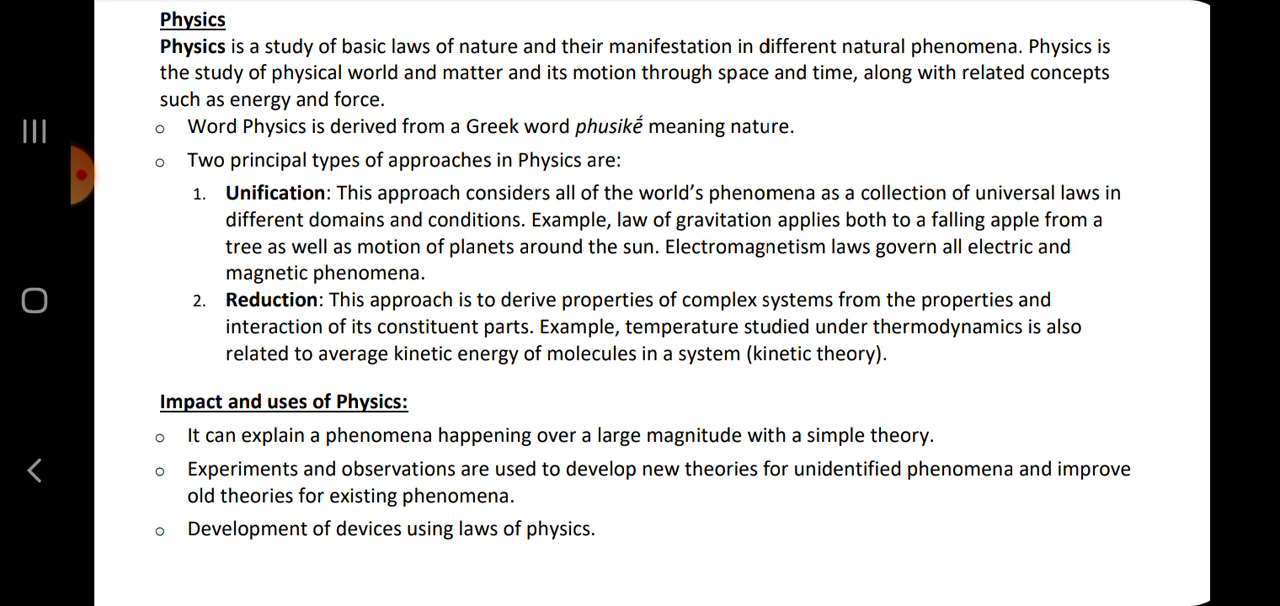 Physics
Physics is a study of basic laws of nature and their manifestation in different natural phenomena. Physics is
the study of physical world and matter and its motion through space and time, along with related concepts
such as energy and force.
o Word Physics is derived from a Greek word phusikḗ meaning nature.
o Two principal types of approaches in Physics are:
1. Unification: This approach considers all of the world's phenomena as a collection of universal laws in
different domains and conditions. Example, law of gravitation applies both to a falling apple from a
tree as well as motion of planets around the sun. Electromagnetism laws govern all electric and
magnetic phenomena.
2. Reduction: This approach is to derive properties of complex systems from the properties and
interaction of its constituent parts. Example, temperature studied under thermodynamics is also
related to average kinetic energy of molecules in a system (kinetic theory).
Impact and uses of Physics:
o It can explain a phenomena happening over a large magnitude with a simple theory.
o Experiments and observations are used to develop new theories for unidentified phenomena and improve
old theories for existing phenomena.
o Development of devices using laws of physics.